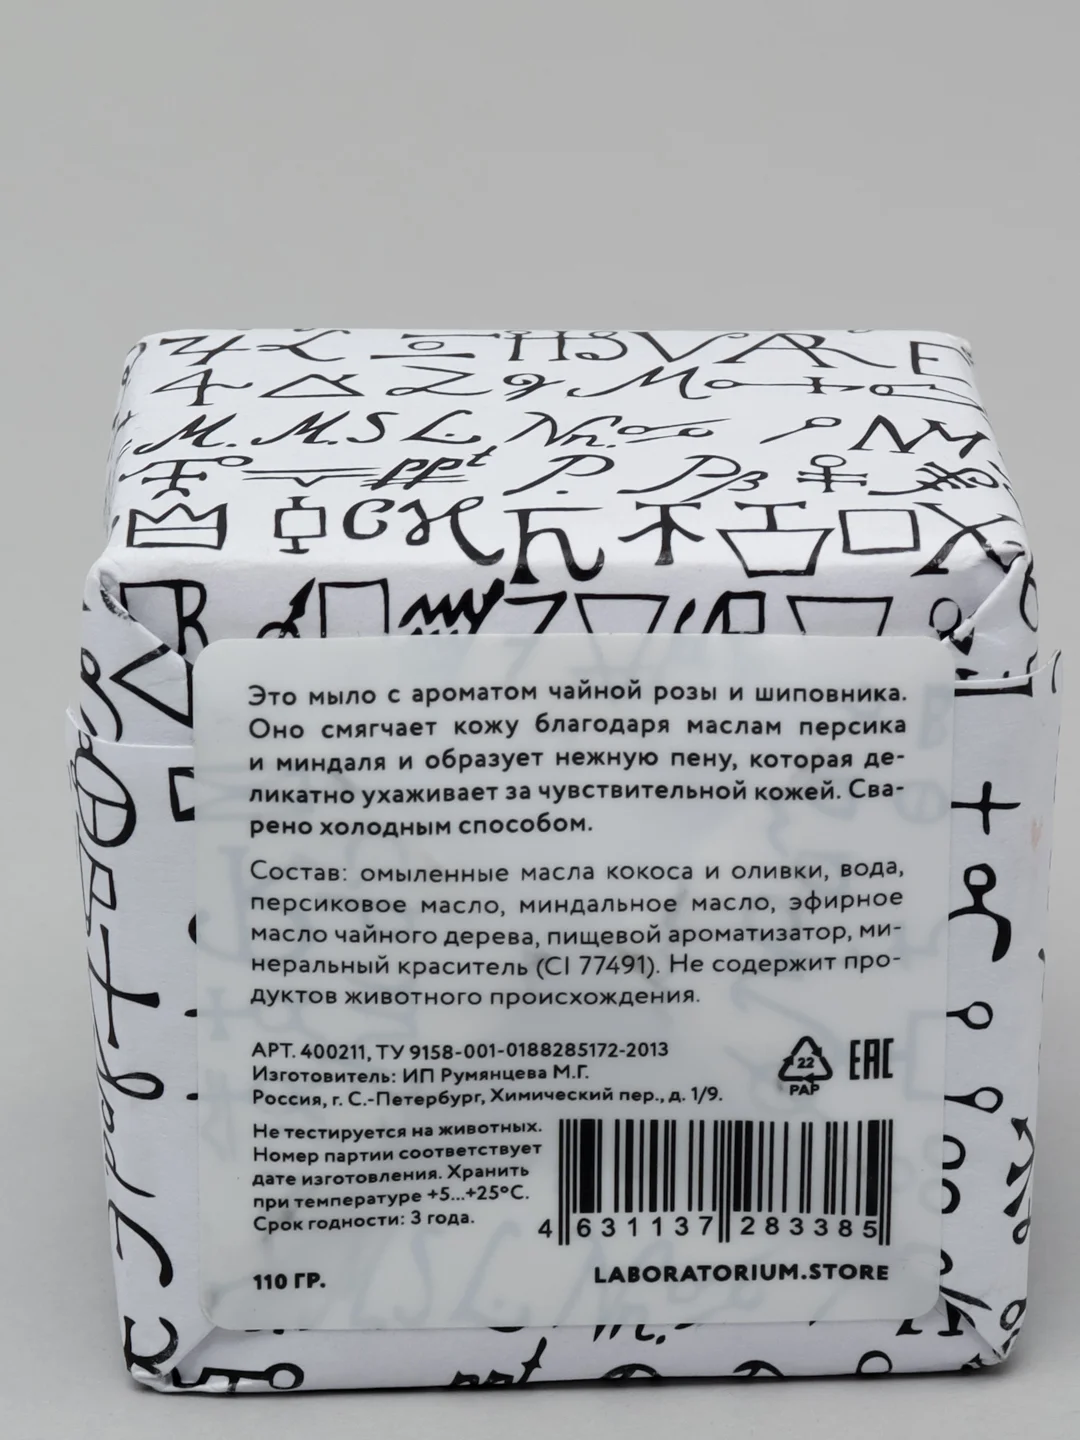 M. M.S L. Nr.
ppt P.
Это мыло с ароматом чайной розы и шиповника.
Оно смягчает кожу благодаря маслам персика
и миндаля и образует нежную пену, которая де-
ликатно ухаживает за чувствительной кожей. Сва-
рено холодным способом.
Состав: омыленные масла кокоса и оливки, вода,
персиковое масло, миндальное масло, эфирное
масло чайного дерева, пищевой ароматизатор, ми-
неральный краситель (CI 77491). Не содержит про-
дуктов животного происхождения.
АРТ. 400211, ТУ 9158-001-0188285172-2013
Изготовитель: ИП Румянцева М.Г.
Россия, г. С.-Петербург, Химический пер., д. 1/9.
22
PAP
EAC
Не тестируется на животных.
Номер партии соответствует
дате изготовления. Хранить
при температуре +5...+25°C.
Срок годности: 3 года.
4 631137 283385
110 ГР.
LABORATORIUM.STORE
ppt